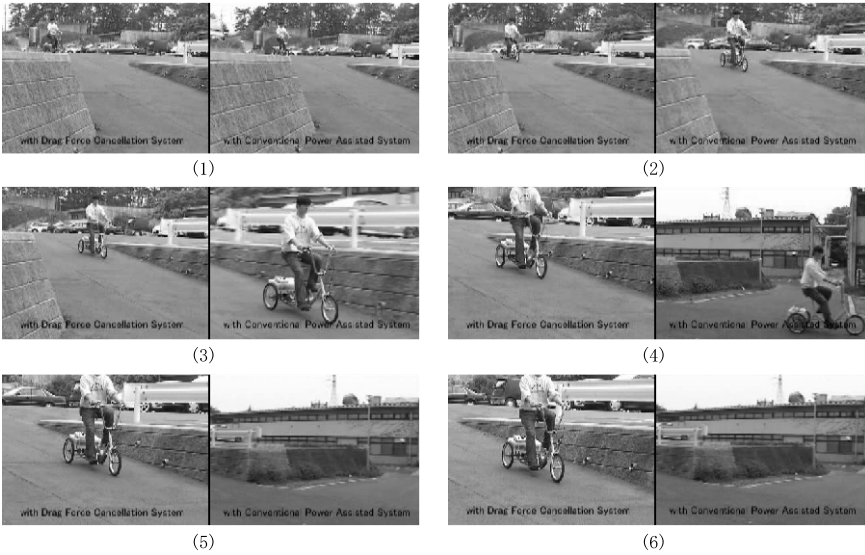 with Drag Force Cancellation System with Conventional Power Assisted System
(1)
with Drag Force Cancellation System with Conventional Power Assisted System
(2)
with Drag Force Cancellation System with Conventional Power Assisted System
(3)
with Drag Force Cancellation System with Conventional Power Assisted System
(4)
with Drag Force Cancellation System with Conventional Power Assisted System
(5)
with Drag Force Cancellation System with Conventional Power Assisted System
(6)